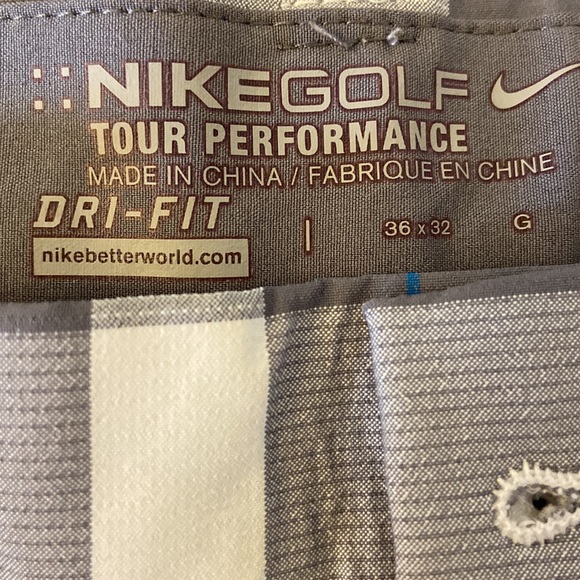 NIKEGOLF
TOUR PERFORMANCE
MADE IN CHINA / FABRIQUE EN CHINE
DRI-FIT | 36 x 32 G
nikebetterworld.com